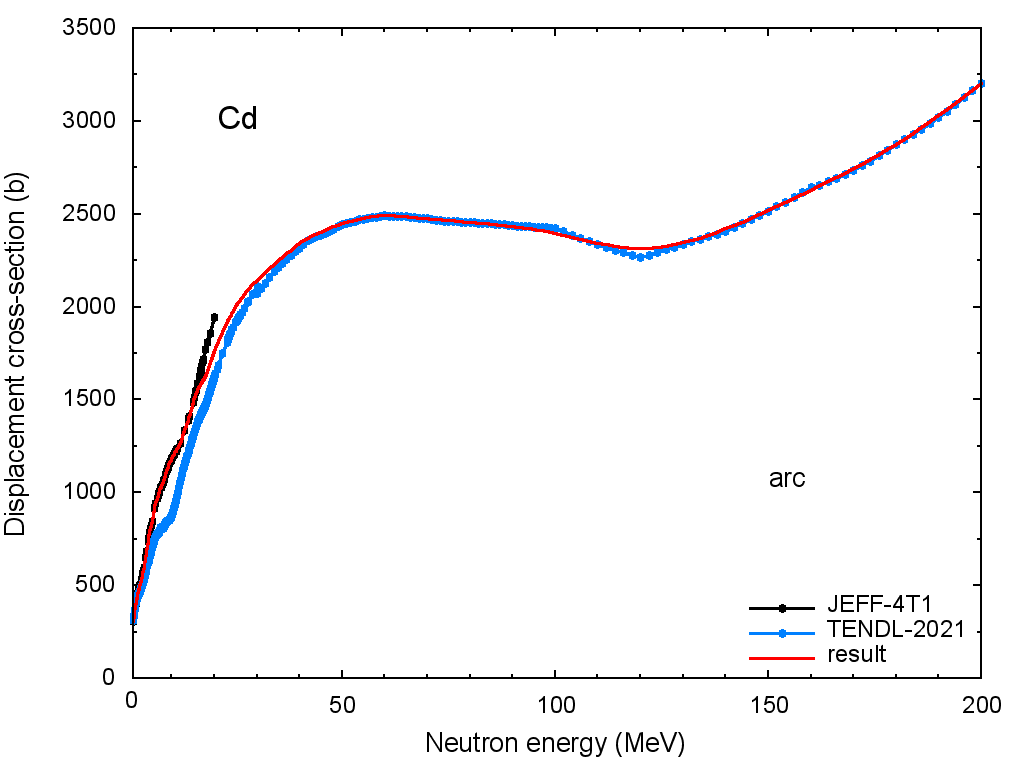 3500
3000
2500
2000
1500
1000
500
0
Displacement cross-section (b)
Cd
arc
JEFF-4T1
TENDL-2021
result
0 50 100 150 200
Neutron energy (MeV)